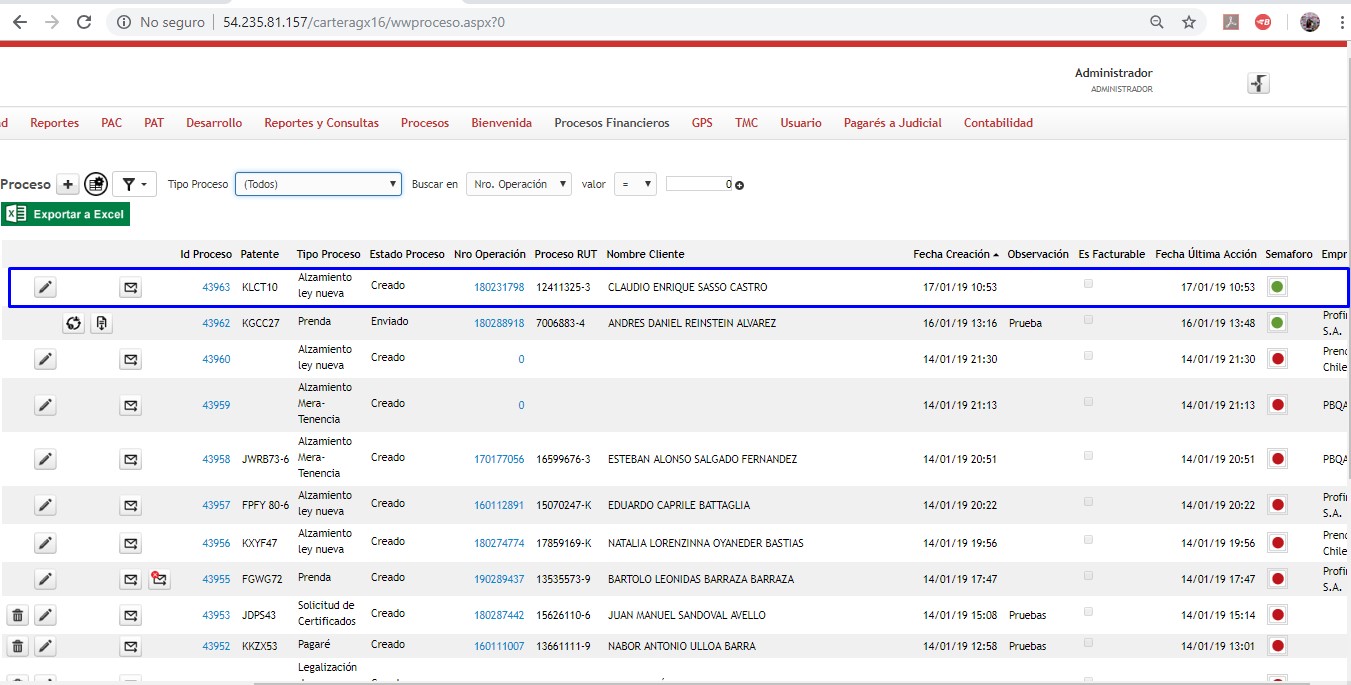 No seguro | 54.235.81.157/carteragx16/wwproceso.aspx?0
Administrador
ADMINISTRADOR
Reportes PAC PAT Desarrollo Reportes y Consultas Procesos Bienvenida Procesos Financieros GPS TMC Usuario Pagarés a Judicial Contabilidad
Proceso Tipo Proceso (Todos) Buscar en Nro. Operación valor = 0
Exportar a Excel
Id Proceso Patente Tipo Proceso Estado Proceso Nro Operación Proceso RUT Nombre Cliente Fecha Creación Observación Es Facturable Fecha Última Acción Semaforo Empr
43963 KLCT10 Alzamiento ley nueva Creado 180231798 12411325-3 CLAUDIO ENRIQUE SASSO CASTRO 17/01/19 10:53 17/01/19 10:53
43962 KGCC27 Prenda Enviado 180288918 7006883-4 ANDRES DANIEL REINSTEIN ALVAREZ 16/01/19 13:16 Prueba 16/01/19 13:48 Profi S.A.
43960 Alzamiento ley nueva Creado 0 14/01/19 21:30 14/01/19 21:30 Prend Chile
43959 Alzamiento Mera-Tenencia Creado 0 14/01/19 21:13 14/01/19 21:13 PBQA
43958 JWRB73-6 Alzamiento Mera-Tenencia Creado 170177056 16599676-3 ESTEBAN ALONSO SALGADO FERNANDEZ 14/01/19 20:51 14/01/19 20:51 PBQA
43957 FPFY 80-6 Alzamiento ley nueva Creado 160112891 15070247-K EDUARDO CAPRILE BATTAGLIA 14/01/19 20:22 14/01/19 20:22 Profi S.A.
43956 KXYF47 Alzamiento ley nueva Creado 180274774 17859169-K NATALIA LORENZINNA OYANEDER BASTIAS 14/01/19 19:56 14/01/19 19:56 Prend Chile
43955 FGWG72 Prenda Creado 190289437 13535573-9 BARTOLO LEONIDAS BARRAZA BARRAZA 14/01/19 17:47 14/01/19 17:47 Profi S.A.
43953 JDPS43 Solicitud de Certificados Creado 180287442 15626110-6 JUAN MANUEL SANDOVAL AVELLO 14/01/19 15:08 Pruebas 14/01/19 15:14
43952 KKZX53 Pagaré Creado 160111007 13661111-9 NABOR ANTONIO ULLOA BARRA 14/01/19 12:58 Pruebas 14/01/19 13:01
Legalización